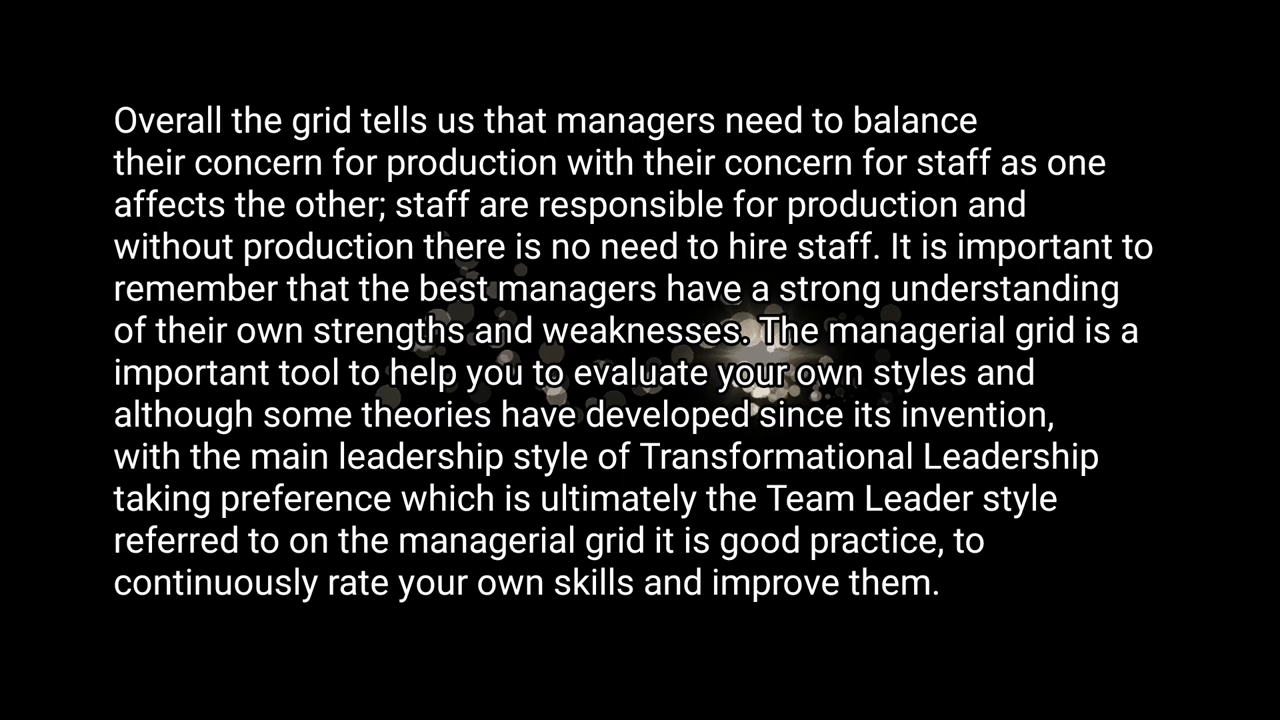 Overall the grid tells us that managers need to balance
their concern for production with their concern for staff as one
affects the other; staff are responsible for production and
without production there is no need to hire staff. It is important to
remember that the best managers have a strong understanding
of their own strengths and weaknesses. The managerial grid is a
important tool to help you to evaluate your own styles and
although some theories have developed since its invention,
with the main leadership style of Transformational Leadership
taking preference which is ultimately the Team Leader style
referred to on the managerial grid it is good practice, to
continuously rate your own skills and improve them.